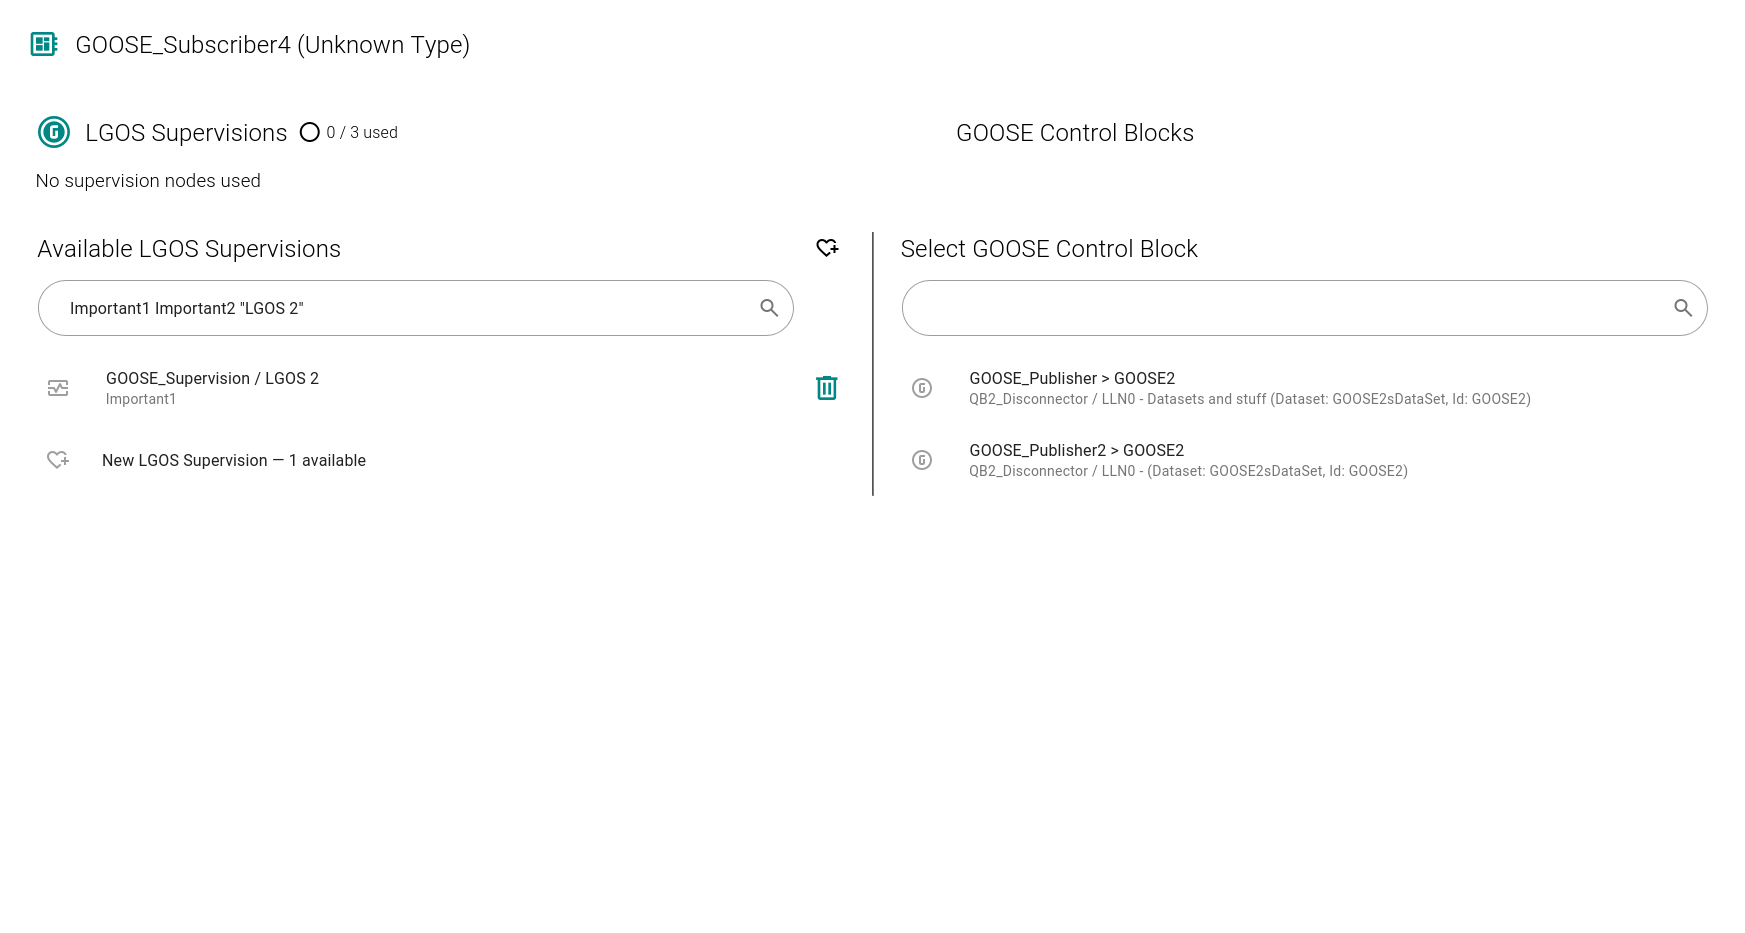 GOOSE_Subscriber4 (Unknown Type)
LGOS Supervisions 0 / 3 used
GOOSE Control Blocks
No supervision nodes used
Available LGOS Supervisions
Important1 Important2 "LGOS 2"
GOOSE_Supervision / LGOS 2
Important1
New LGOS Supervision — 1 available
Select GOOSE Control Block
GOOSE_Publisher > GOOSE2
QB2_Disconnector / LLN0 - Datasets and stuff (Dataset: GOOSE2sDataSet, Id: GOOSE2)
GOOSE_Publisher2 > GOOSE2
QB2_Disconnector / LLN0 - (Dataset: GOOSE2sDataSet, Id: GOOSE2)